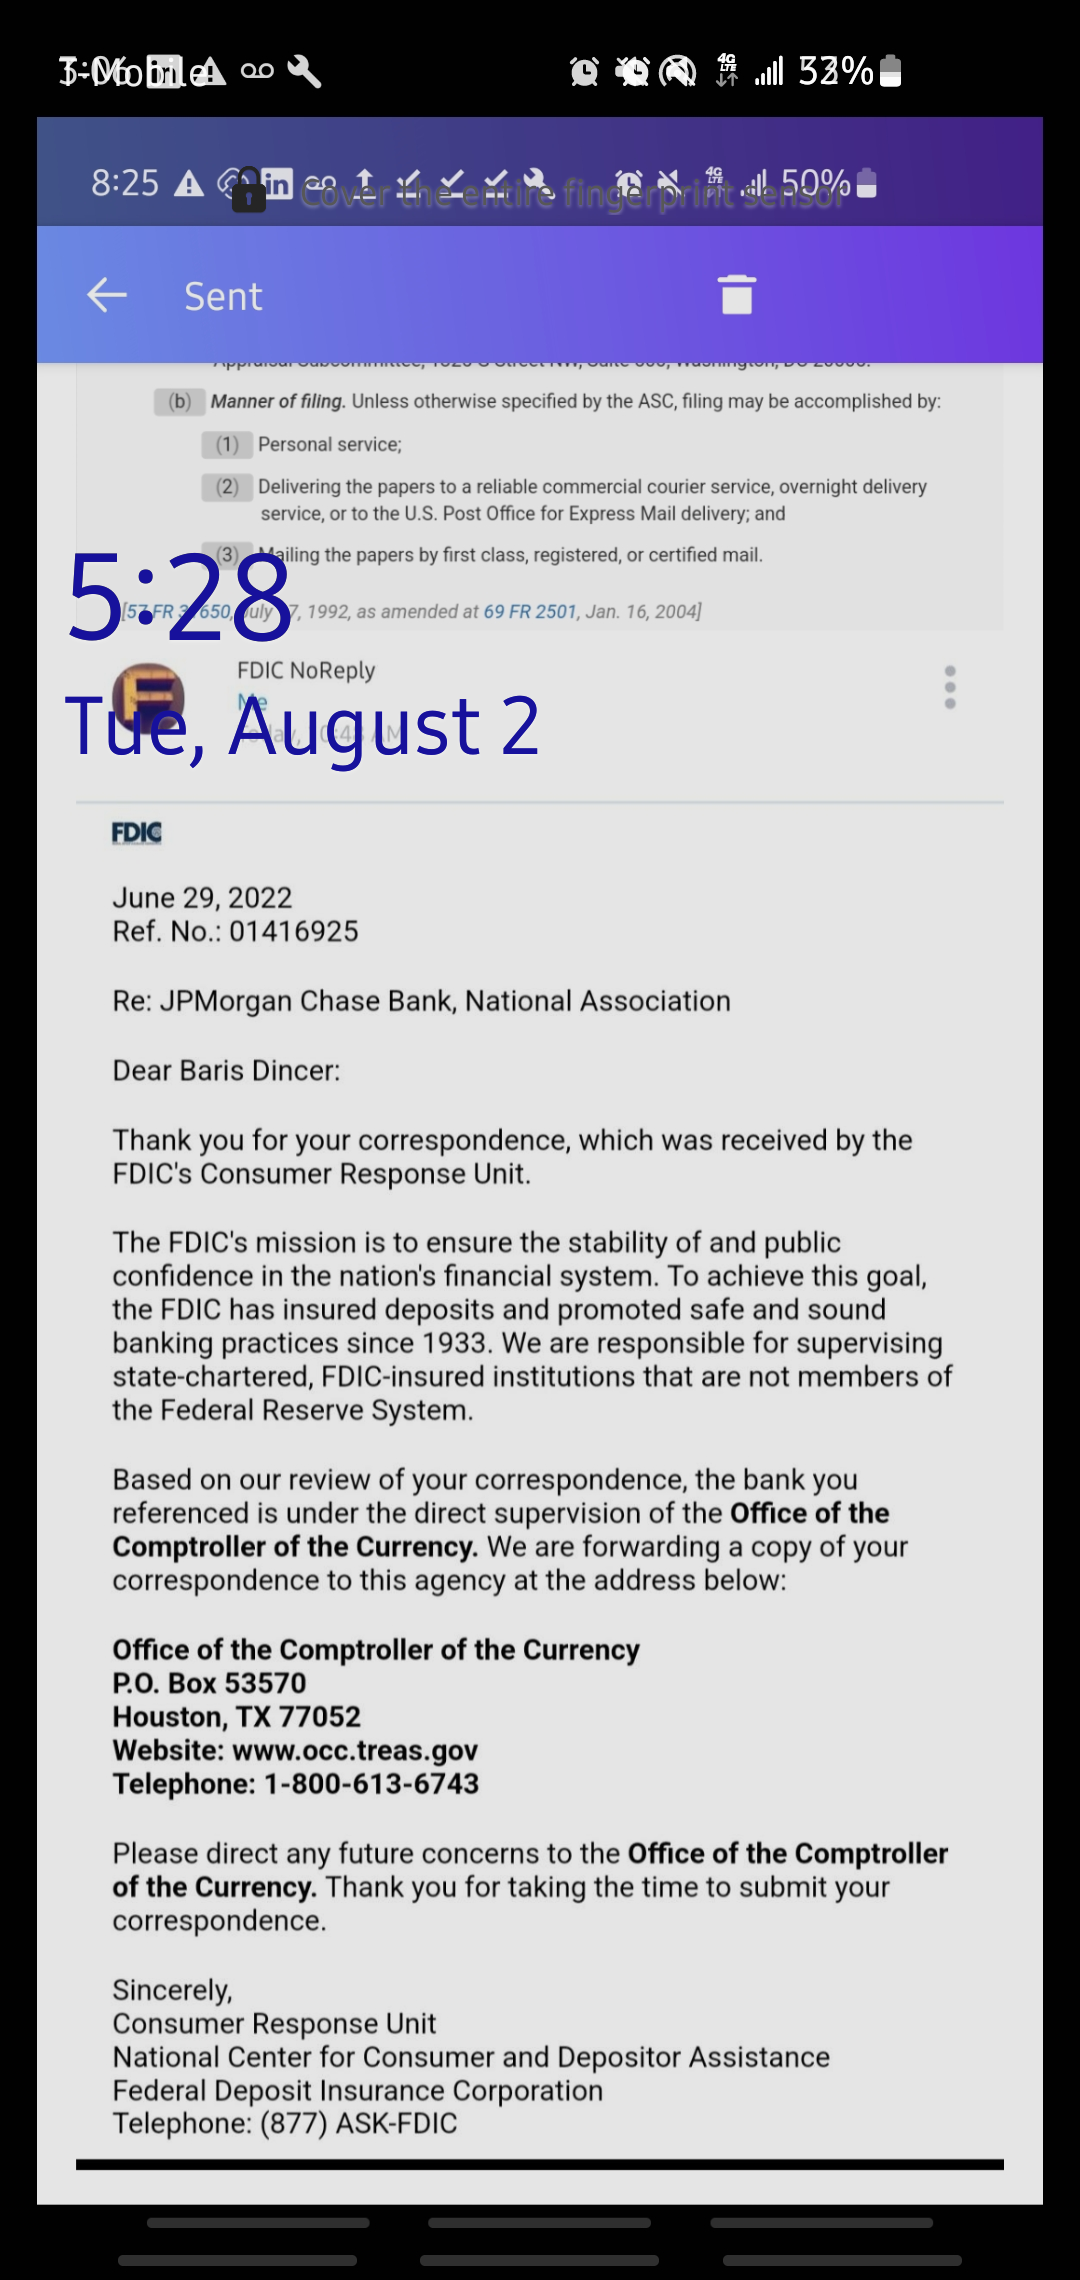 T-Mobile
53%
8:25
50%
Cover the entire fingerprint sensor
Sent
Appraisal Subcommittee,
Street NW, Suite
Washington, DC
(b) Manner of filing. Unless otherwise specified by the ASC, filing may be accomplished by:
(1) Personal service;
(2) Delivering the papers to a reliable commercial courier service, overnight delivery
service, or to the U.S. Post Office for Express Mail delivery; and
(3) Mailing the papers by first class, registered, or certified mail.
5:28
[57 FR July 1992, as amended at 69 FR 2501, Jan. 16, 2004]
FDIC NoReply
Me
Tue, August 2
FDIC
June 29, 2022
Ref. No.: 01416925
Re: JPMorgan Chase Bank, National Association
Dear Baris Dincer:
Thank you for your correspondence, which was received by the
FDIC's Consumer Response Unit.
The FDIC's mission is to ensure the stability of and public
confidence in the nation's financial system. To achieve this goal,
the FDIC has insured deposits and promoted safe and sound
banking practices since 1933. We are responsible for supervising
state-chartered, FDIC-insured institutions that are not members of
the Federal Reserve System.
Based on our review of your correspondence, the bank you
referenced is under the direct supervision of the Office of the
Comptroller of the Currency. We are forwarding a copy of your
correspondence to this agency at the address below:
Office of the Comptroller of the Currency
P.O. Box 53570
Houston, TX 77052
Website: www.occ.treas.gov
Telephone: 1-800-613-6743
Please direct any future concerns to the Office of the Comptroller
of the Currency. Thank you for taking the time to submit your
correspondence.
Sincerely,
Consumer Response Unit
National Center for Consumer and Depositor Assistance
Federal Deposit Insurance Corporation
Telephone: (877) ASK-FDIC